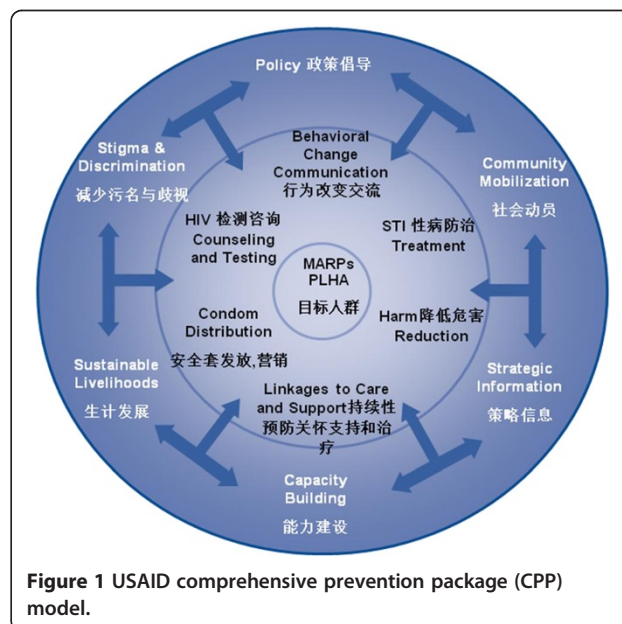 Policy 政策倡导
Stigma &
Discrimination
减少污名与歧视
Community
Mobilization
社会动员
Behavioral
Change
Communication
行为改变交流
HIV 检测咨询
Counseling
and Testing
STI 性病防治
Treatment
MARPs
PLHA
目标人群
Condom
Distribution
安全套发放,营销
Harm降低危害
Reduction
Linkages to Care
and Support持续性
预防关怀支持和治
疗
Sustainable
Livelihoods
生计发展
Strategic
Information
策略信息
Capacity
Building
能力建设
Figure 1 USAID comprehensive prevention package (CPP)
model.